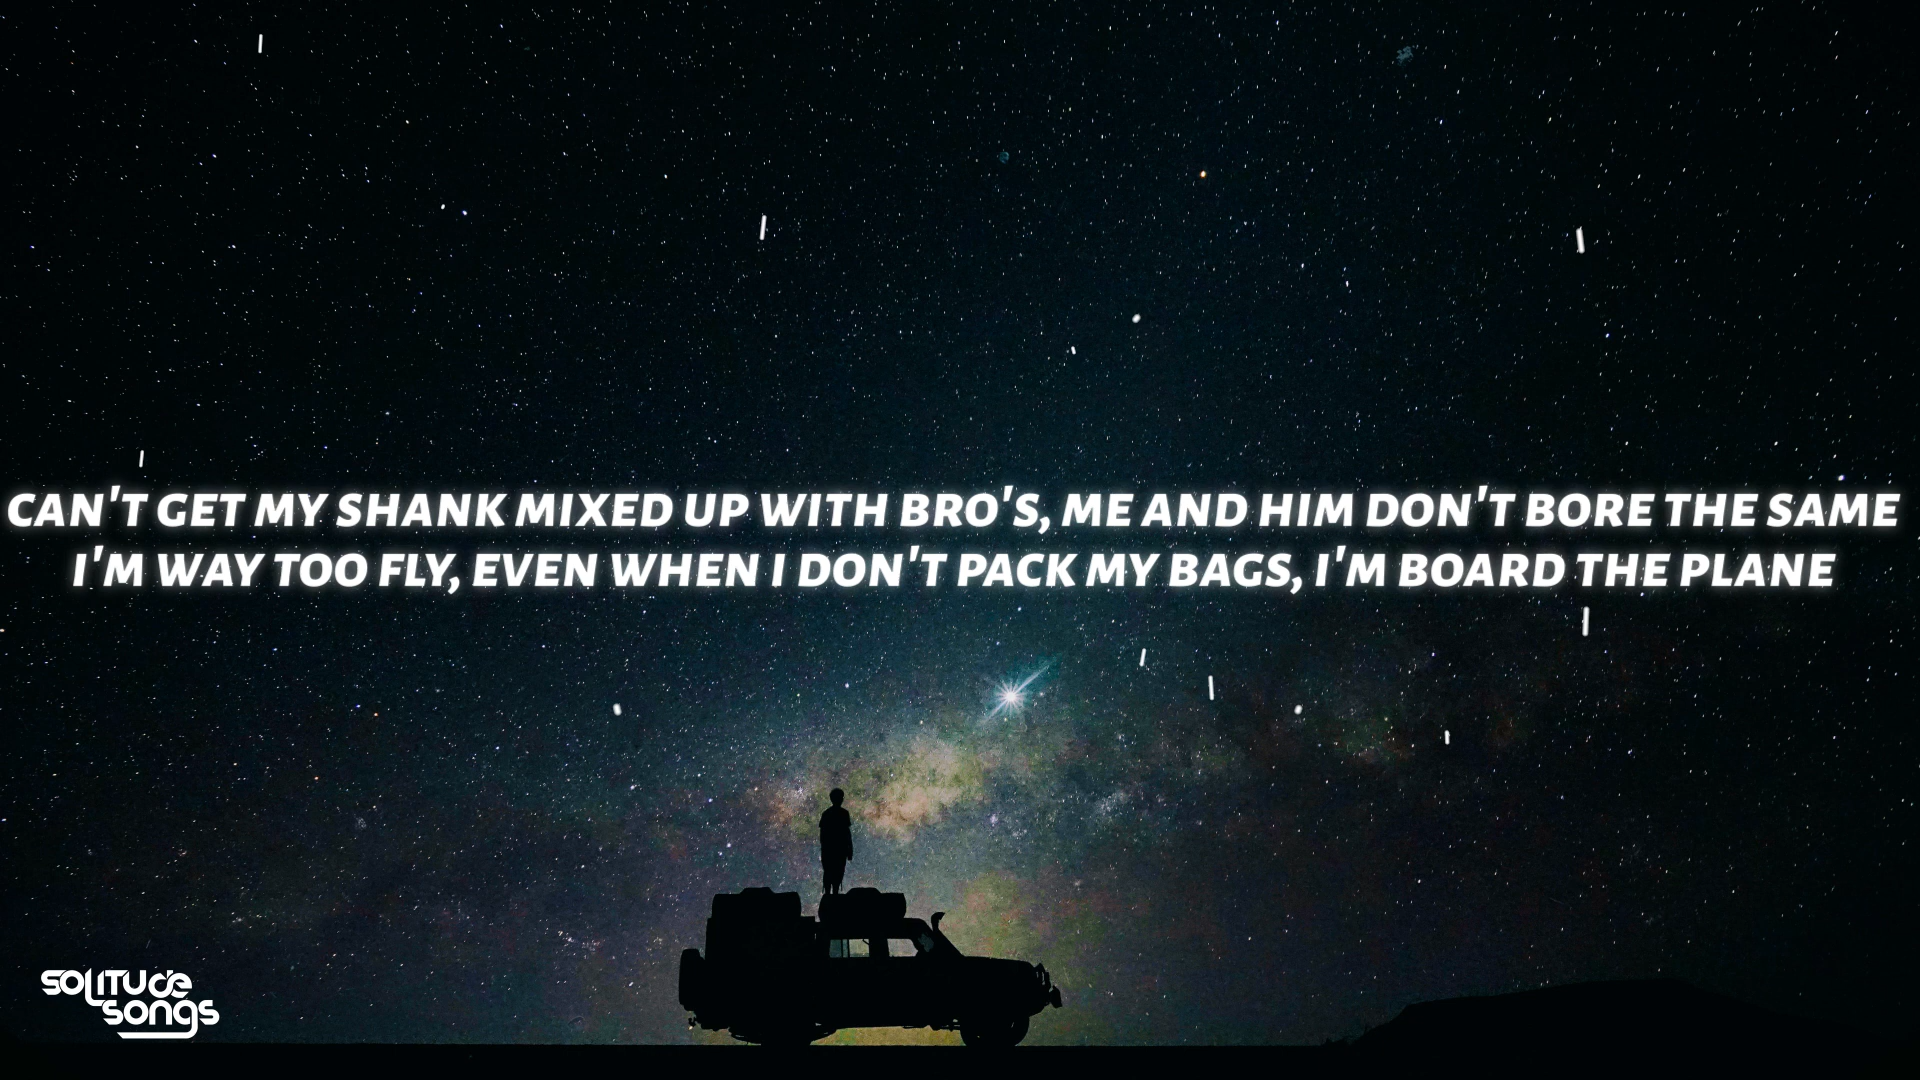 CAN'T GET MY SHANK MIXED UP WITH BRO'S, ME AND HIM DON'T BORE THE SAME
I'M WAY TOO FLY, EVEN WHEN I DON'T PACK MY BAGS, I'M BOARD THE PLANE
SOLITUDE
SONGS